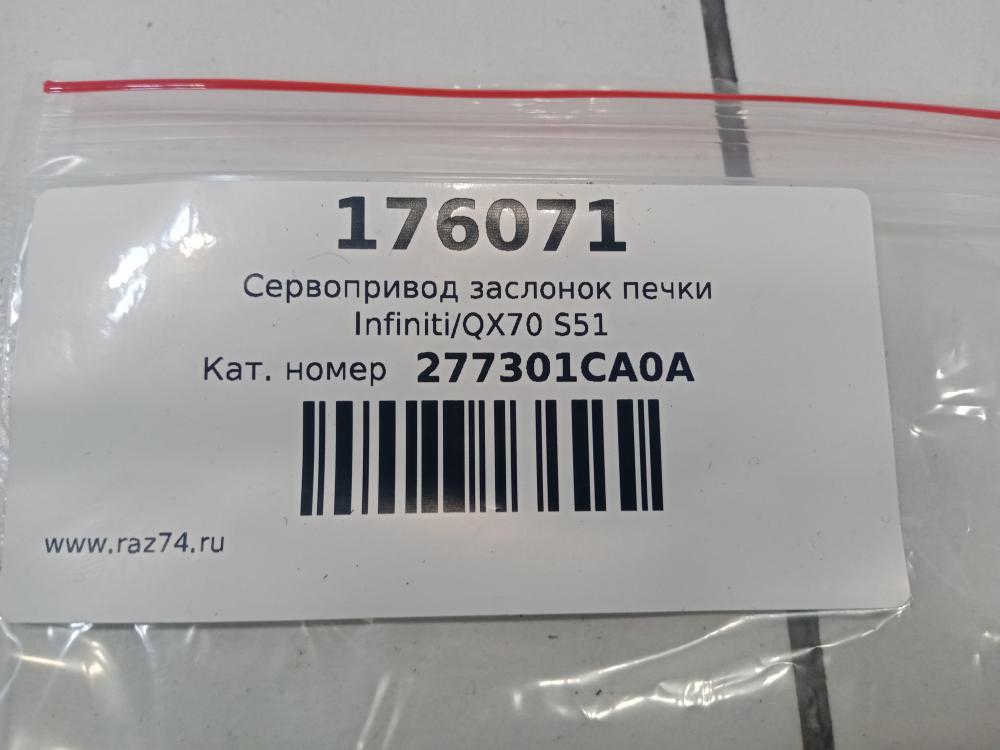 176071
Сервопривод заслонок печки
Infiniti/QX70 S51
Кат. номер 277301CA0A
www.raz74.ru